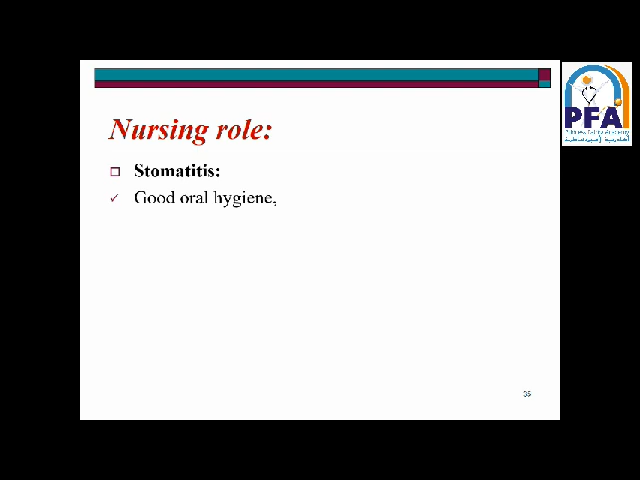 Nursing role:
Stomatitis:
Good oral hygiene,
35
PFA